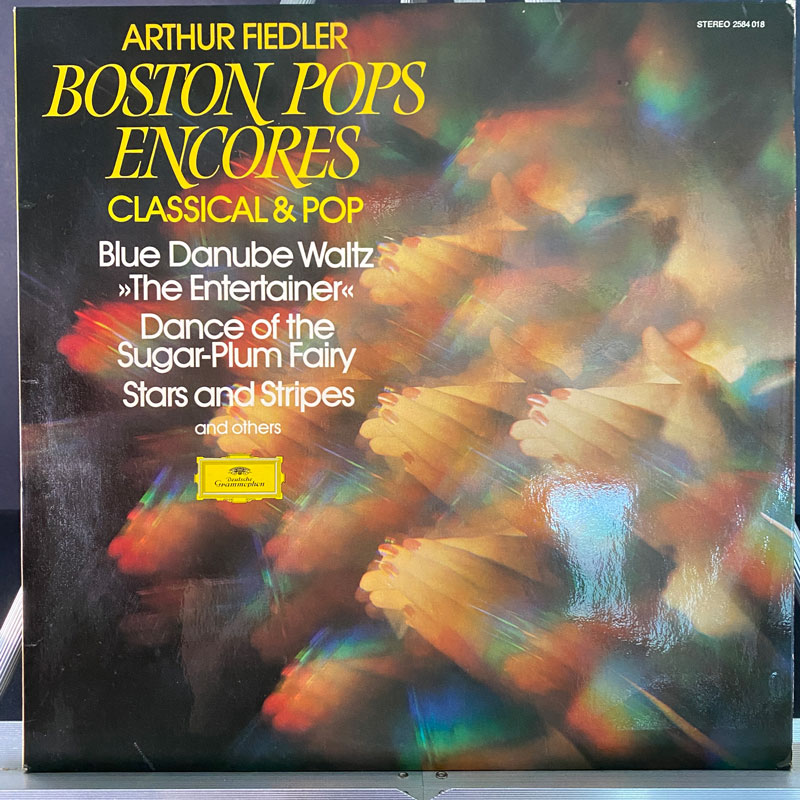 STEREO 2584 018
ARTHUR FIEDLER
BOSTON POPS
ENCORES
CLASSICAL & POP
Blue Danube Waltz
»The Entertainer«
Dance of the
Sugar-Plum Fairy
Stars and Stripes
and others
Deutsche
Grammophon